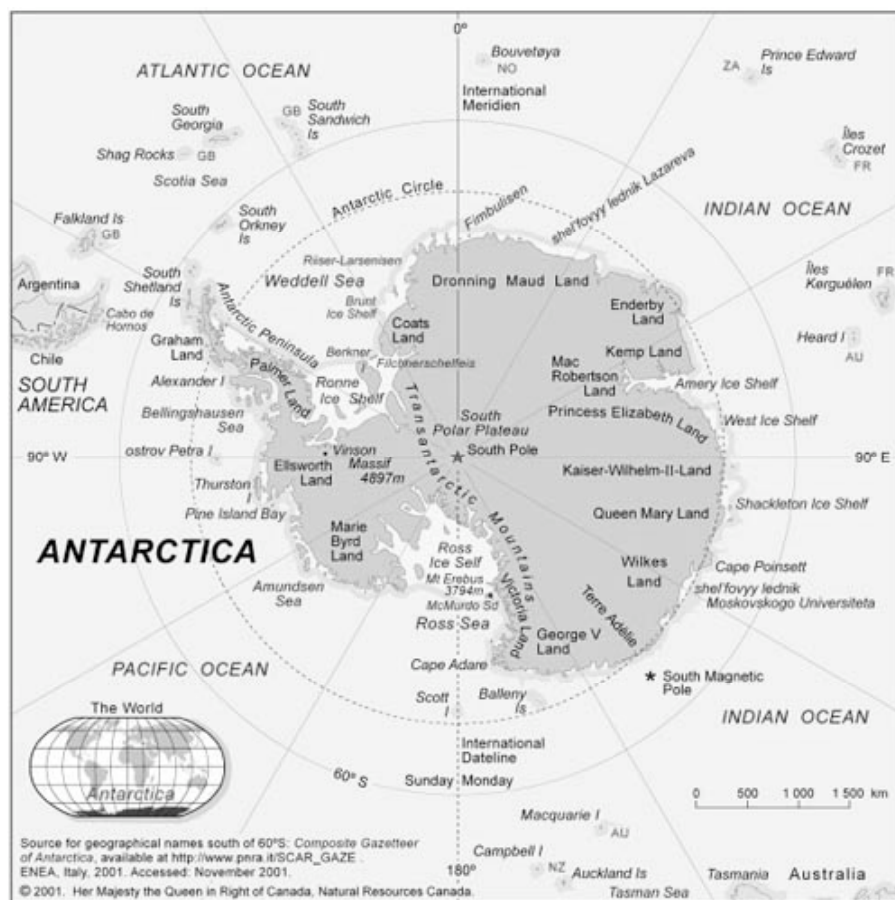 0°
Bouvetøya
NO
ZA
Prince Edward
Is
ATLANTIC OCEAN
International
Meridien
South
Georgia
GB
South
Sandwich
Is
Îles
Crozet
FR
Shag Rocks
GB
Scotia Sea
Antarctic Circle
Fimbulisen
shel'fovyy lednik Lazareva
INDIAN OCEAN
Falkland Is
GB
South
Orkney
Is
Riiser-Larsenisen
Weddell Sea
South
Shetland
Is
Dronning Maud Land
Îles
Kerguélen
FR
Argentina
Cabo de
Hornos
Chile
Antarctic Peninsula
Brunt
Ice Shelf
Coats
Land
Enderby
Land
Heard I
AU
Graham
Land
Palmer Land
Berkner
Filchnerschelfeis
Kemp Land
Mac
Robertson
Land
SOUTH
AMERICA
Alexander I
Ronne
Ice Shelf
Amery Ice Shelf
Bellingshausen
Sea
Transantarctic Mountains
South
Polar Plateau
Princess Elizabeth Land
West Ice Shelf
90° W
ostrov Petra I
Vinson
Massif
4897m
South Pole
90° E
Ellsworth
Land
Kaiser-Wilhelm-II-Land
Thurston
I
Shackleton Ice Shelf
Pine Island Bay
Queen Mary Land
ANTARCTICA
Marie
Byrd
Land
Ross
Ice Self
Wilkes
Land
Cape Poinsett
Amundsen
Sea
Mt Erebus
3794m
McMurdo Sd
Victoria Land
Terre Adélie
shel'fovyy lednik
Moskovskogo Universiteta
Ross Sea
George V
Land
PACIFIC OCEAN
Cape Adare
South Magnetic
Pole
Scott
I
Balleny
Is
INDIAN OCEAN
The World
Antarctica
International
Dateline
60° S
Sunday Monday
0 500 1 000 1 500 km
Macquarie I
AU
Source for geographical names south of 60°S: Composite Gazetteer
of Antarctica, available at http://www.pnra.it/SCAR_GAZE .
ENEA, Italy, 2001. Accessed: November 2001.
© 2001. Her Majesty the Queen in Right of Canada, Natural Resources Canada.
Campbell I
NZ
180°
Auckland Is
Tasman Sea
Tasmania
Australia